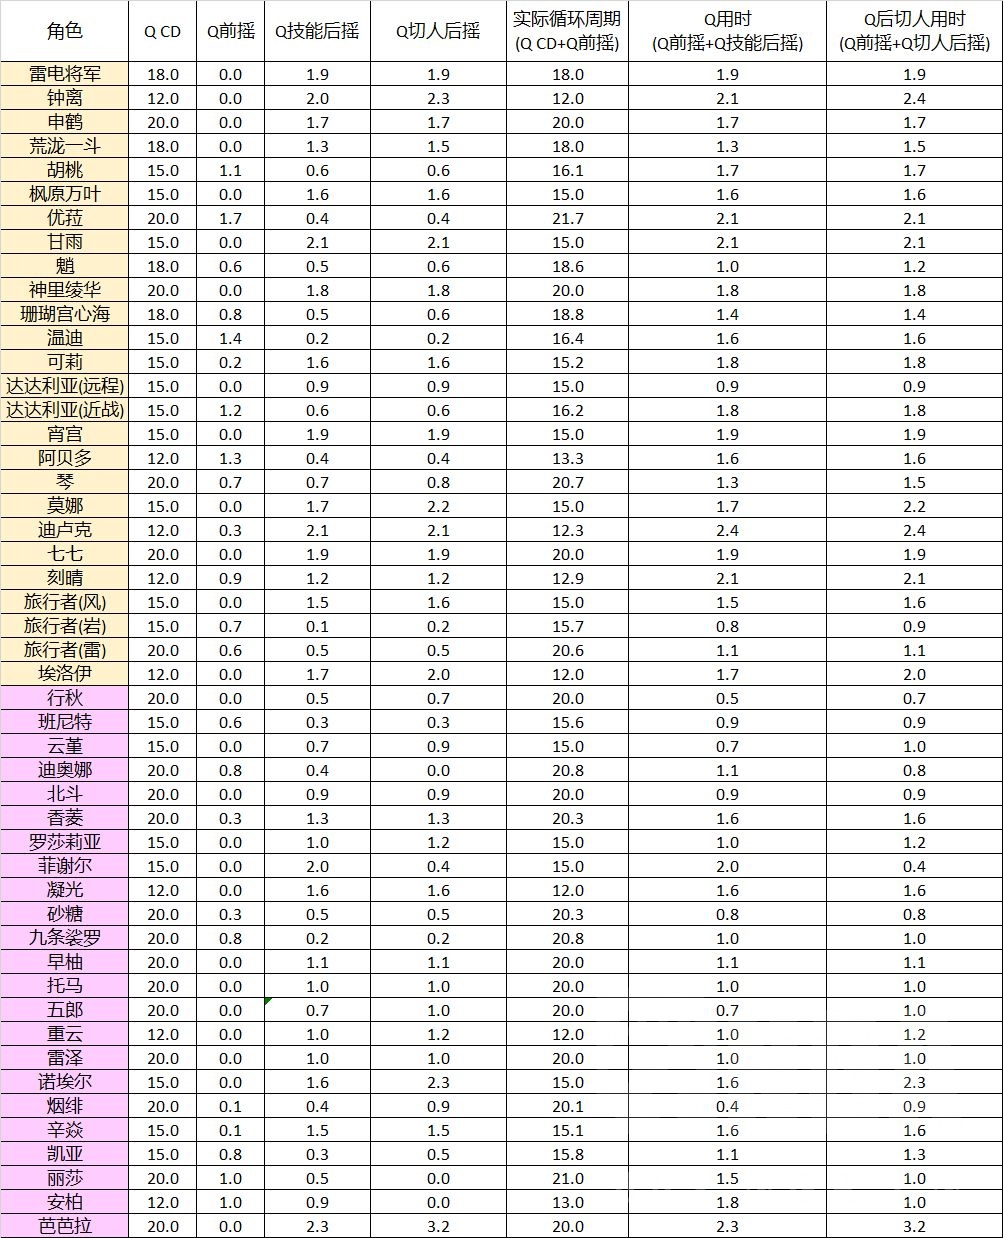 角色 Q CD Q前摇 Q技能后摇 Q切人后摇 实际循环周期 (Q CD+Q前摇) Q用时 (Q前摇+Q技能后摇) Q后切人用时 (Q前摇+Q切人后摇)
雷电将军 18.0 0.0 1.9 1.9 18.0 1.9 1.9
钟离 12.0 0.0 2.0 2.3 12.0 2.1 2.4
申鹤 20.0 0.0 1.7 1.7 20.0 1.7 1.7
荒泷一斗 18.0 0.0 1.3 1.5 18.0 1.3 1.5
胡桃 15.0 1.1 0.6 0.6 16.1 1.7 1.7
枫原万叶 15.0 0.0 1.6 1.6 15.0 1.6 1.6
优菈 20.0 1.7 0.4 0.4 21.7 2.1 2.1
甘雨 15.0 0.0 2.1 2.1 15.0 2.1 2.1
魈 18.0 0.6 0.5 0.6 18.6 1.0 1.2
神里绫华 20.0 0.0 1.8 1.8 20.0 1.8 1.8
珊瑚宫心海 18.0 0.8 0.5 0.6 18.8 1.4 1.4
温迪 15.0 1.4 0.2 0.2 16.4 1.6 1.6
可莉 15.0 0.2 1.6 1.6 15.2 1.8 1.8
达达利亚(远程) 15.0 0.0 0.9 0.9 15.0 0.9 0.9
达达利亚(近战) 15.0 1.2 0.6 0.6 16.2 1.8 1.8
宵宫 15.0 0.0 1.9 1.9 15.0 1.9 1.9
阿贝多 12.0 1.3 0.4 0.4 13.3 1.6 1.6
琴 20.0 0.7 0.7 0.8 20.7 1.3 1.5
莫娜 15.0 0.0 1.7 2.2 15.0 1.7 2.2
迪卢克 12.0 0.3 2.1 2.1 12.3 2.4 2.4
七七 20.0 0.0 1.9 1.9 20.0 1.9 1.9
刻晴 12.0 0.9 1.2 1.2 12.9 2.1 2.1
旅行者(风) 15.0 0.0 1.5 1.6 15.0 1.5 1.6
旅行者(岩) 15.0 0.7 0.1 0.2 15.7 0.8 0.9
旅行者(雷) 20.0 0.6 0.5 0.5 20.6 1.1 1.1
埃洛伊 12.0 0.0 1.7 2.0 12.0 1.7 2.0
行秋 20.0 0.0 0.5 0.7 20.0 0.5 0.7
班尼特 15.0 0.6 0.3 0.3 15.6 0.9 0.9
云堇 15.0 0.0 0.7 0.9 15.0 0.7 1.0
迪奥娜 20.0 0.8 0.4 0.0 20.8 1.1 0.8
北斗 20.0 0.0 0.9 0.9 20.0 0.9 0.9
香菱 20.0 0.3 1.3 1.3 20.3 1.6 1.6
罗莎莉亚 15.0 0.0 1.0 1.2 15.0 1.0 1.2
菲谢尔 15.0 0.0 2.0 0.4 15.0 2.0 0.4
凝光 12.0 0.0 1.6 1.6 12.0 1.6 1.6
砂糖 20.0 0.3 0.5 0.5 20.3 0.8 0.8
九条裟罗 20.0 0.8 0.2 0.2 20.8 1.0 1.0
早柚 20.0 0.0 1.1 1.1 20.0 1.1 1.1
托马 20.0 0.0 1.0 1.0 20.0 1.0 1.0
五郎 20.0 0.0 0.7 1.0 20.0 0.7 1.0
重云 12.0 0.0 1.0 1.2 12.0 1.0 1.2
雷泽 20.0 0.0 1.0 1.0 20.0 1.0 1.0
诺埃尔 15.0 0.0 1.6 2.3 15.0 1.6 2.3
烟绯 20.0 0.1 0.4 0.9 20.1 0.4 0.9
辛焱 15.0 0.1 1.5 1.5 15.1 1.6 1.6
凯亚 15.0 0.8 0.3 0.5 15.8 1.1 1.3
丽莎 20.0 1.0 0.5 0.0 21.0 1.5 1.0
安柏 12.0 1.0 0.9 0.0 13.0 1.8 1.0
芭芭拉 20.0 0.0 2.3 3.2 20.0 2.3 3.2